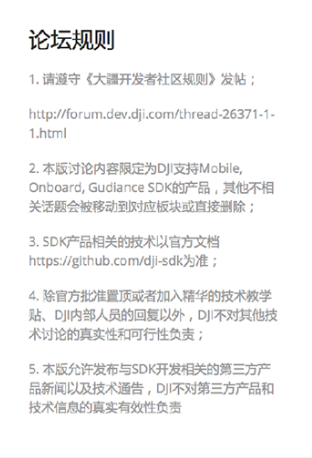 论坛规则
1. 请遵守《大疆开发者社区规则》发帖；
http://forum.dev.dji.com/thread-26371-1-
1.html
2. 本版讨论内容限定为DJI支持Mobile,
Onboard, Gudiance SDK的产品，其他不相
关话题会被移动到对应板块或直接删除；
3. SDK产品相关的技术以官方文档
https://github.com/dji-sdk为准；
4. 除官方批准置顶或者加入精华的技术教学
贴、DJI内部人员的回复以外，DJI不对其他技
术讨论的真实性和可行性负责；
5. 本版允许发布与SDK开发相关的第三方产
品新闻以及技术通告，DJI不对第三方产品和
技术信息的真实有效性负责